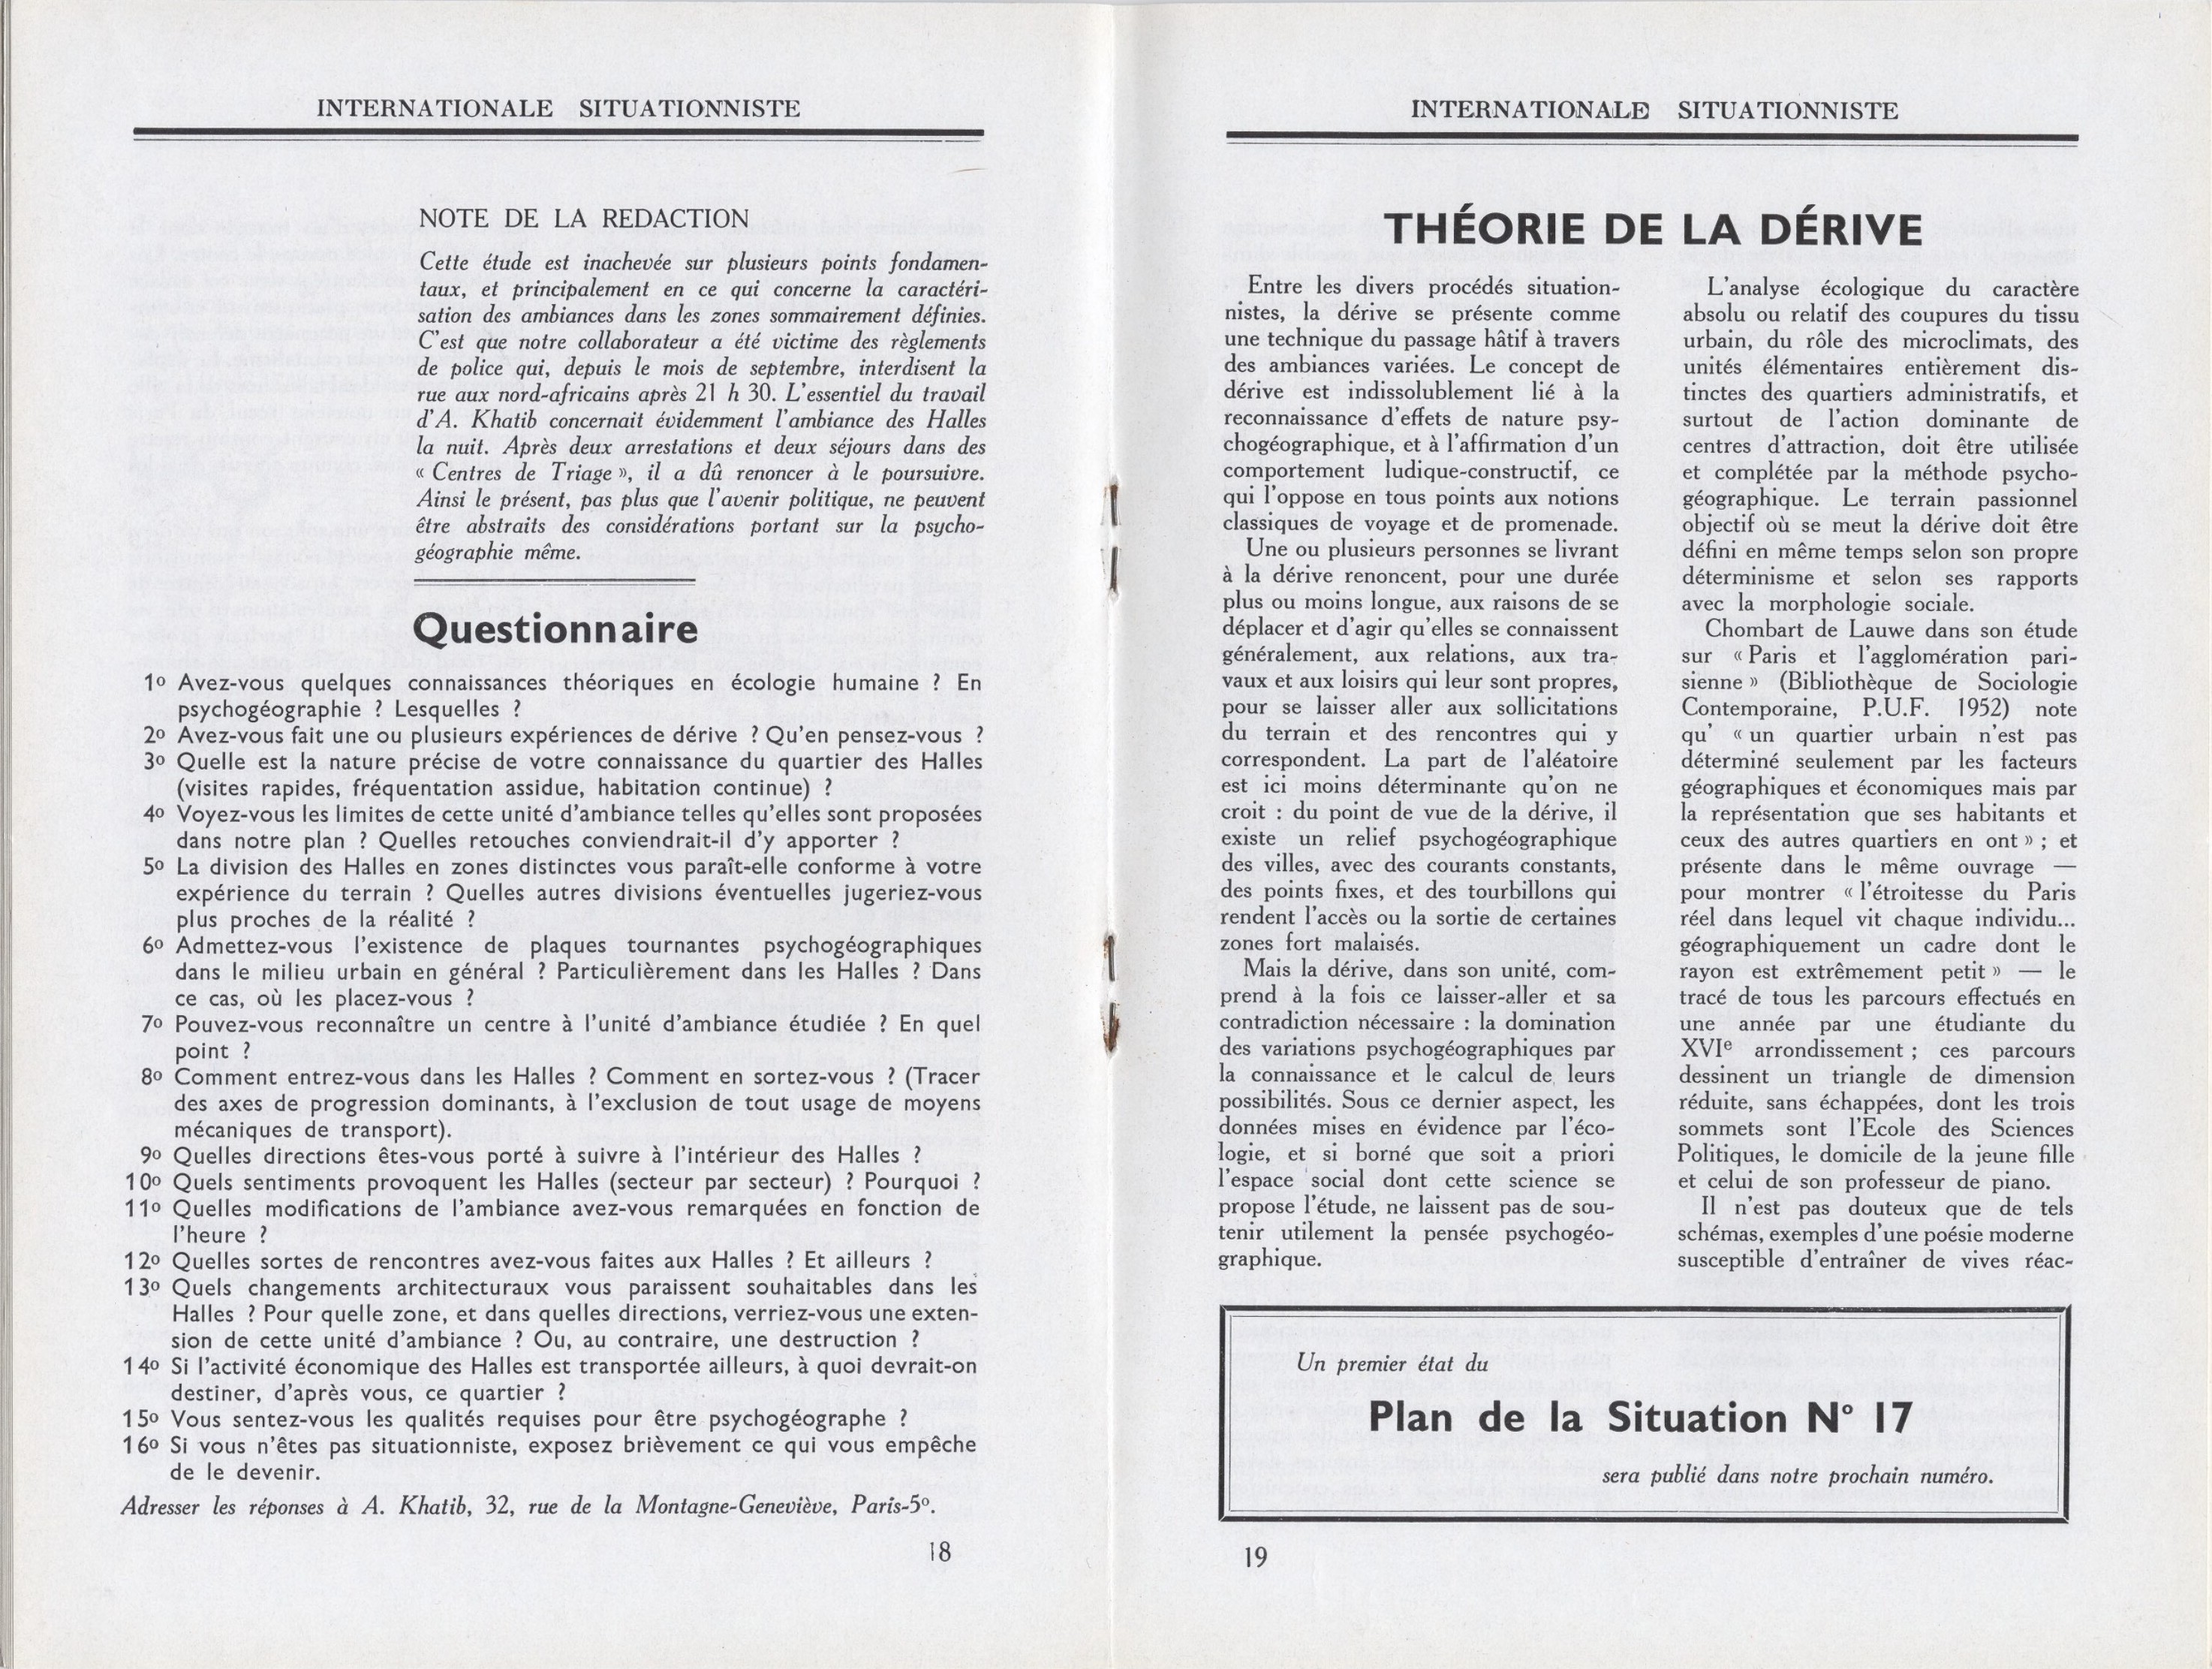 INTERNATIONALE SITUATIONNISTE
NOTE DE LA REDACTION
Cette étude est inachevée sur plusieurs points fondamen-
taux, et principalement en ce qui concerne la caractéri-
sation des ambiances dans les zones sommairement définies.
C'est que notre collaborateur a été victime des règlements
de police qui, depuis le mois de septembre, interdisent la
rue aux nord-africains après 21 h 30. L'essentiel du travail
d'A. Khatib concernait évidemment l'ambiance des Halles
la nuit. Après deux arrestations et deux séjours dans des
« Centres de Triage », il a dû renoncer à le poursuivre.
Ainsi le présent, pas plus que l'avenir politique, ne peuvent
être abstraits des considérations portant sur la psycho-
géographie même.
Questionnaire
1º Avez-vous quelques connaissances théoriques en écologie humaine ? En
psychogéographie ? Lesquelles ?
2º Avez-vous fait une ou plusieurs expériences de dérive ? Qu'en pensez-vous ?
3º Quelle est la nature précise de votre connaissance du quartier des Halles
(visites rapides, fréquentation assidue, habitation continue) ?
4º Voyez-vous les limites de cette unité d'ambiance telles qu'elles sont proposées
dans notre plan ? Quelles retouches conviendrait-il d'y apporter ?
5º La division des Halles en zones distinctes vous paraît-elle conforme à votre
expérience du terrain ? Quelles autres divisions éventuelles jugeriez-vous
plus proches de la réalité ?
6º Admettez-vous l'existence de plaques tournantes psychogéographiques
dans le milieu urbain en général ? Particulièrement dans les Halles ? Dans
ce cas, où les placez-vous ?
7º Pouvez-vous reconnaître un centre à l'unité d'ambiance étudiée ? En quel
point ?
8º Comment entrez-vous dans les Halles ? Comment en sortez-vous ? (Tracer
des axes de progression dominants, à l'exclusion de tout usage de moyens
mécaniques de transport).
9º Quelles directions êtes-vous porté à suivre à l'intérieur des Halles ?
10º Quels sentiments provoquent les Halles (secteur par secteur) ? Pourquoi ?
11º Quelles modifications de l'ambiance avez-vous remarquées en fonction de
l'heure ?
12º Quelles sortes de rencontres avez-vous faites aux Halles ? Et ailleurs ?
13º Quels changements architecturaux vous paraissent souhaitables dans les
Halles ? Pour quelle zone, et dans quelles directions, verriez-vous une exten-
sion de cette unité d'ambiance ? Ou, au contraire, une destruction ?
14º Si l'activité économique des Halles est transportée ailleurs, à quoi devrait-on
destiner, d'après vous, ce quartier ?
15º Vous sentez-vous les qualités requises pour être psychogéographe ?
16º Si vous n'êtes pas situationniste, exposez brièvement ce qui vous empêche
de le devenir.
Adresser les réponses à A. Khatib, 32, rue de la Montagne-Geneviève, Paris-5º.
18
INTERNATIONALE SITUATIONNISTE
THÉORIE DE LA DÉRIVE
Entre les divers procédés situation-
nistes, la dérive se présente comme
une technique du passage hâtif à travers
des ambiances variées. Le concept de
dérive est indissolublement lié à la
reconnaissance d'effets de nature psy-
chogéographique, et à l'affirmation d'un
comportement ludique-constructif, ce
qui l'oppose en tous points aux notions
classiques de voyage et de promenade.
Une ou plusieurs personnes se livrant
à la dérive renoncent, pour une durée
plus ou moins longue, aux raisons de se
déplacer et d'agir qu'elles se connaissent
généralement, aux relations, aux tra-
vaux et aux loisirs qui leur sont propres,
pour se laisser aller aux sollicitations
du terrain et des rencontres qui y
correspondent. La part de l'aléatoire
est ici moins déterminante qu'on ne
croit : du point de vue de la dérive, il
existe un relief psychogéographique
des villes, avec des courants constants,
des points fixes, et des tourbillons qui
rendent l'accès ou la sortie de certaines
zones fort malaisés.
Mais la dérive, dans son unité, com-
prend à la fois ce laisser-aller et sa
contradiction nécessaire : la domination
des variations psychogéographiques par
la connaissance et le calcul de leurs
possibilités. Sous ce dernier aspect, les
données mises en évidence par l'éco-
logie, et si borné que soit a priori
l'espace social dont cette science se
propose l'étude, ne laissent pas de sou-
tenir utilement la pensée psychogéo-
graphique.
L'analyse écologique du caractère
absolu ou relatif des coupures du tissu
urbain, du rôle des microclimats, des
unités élémentaires entièrement dis-
tinctes des quartiers administratifs, et
surtout de l'action dominante de
centres d'attraction, doit être utilisée
et complétée par la méthode psycho-
géographique. Le terrain passionnel
objectif où se meut la dérive doit être
défini en même temps selon son propre
déterminisme et selon ses rapports
avec la morphologie sociale.
Chombart de Lauwe dans son étude
sur « Paris et l'agglomération pari-
sienne » (Bibliothèque de Sociologie
Contemporaine, P.U.F. 1952) note
qu' « un quartier urbain n'est pas
déterminé seulement par les facteurs
géographiques et économiques mais par
la représentation que ses habitants et
ceux des autres quartiers en ont » ; et
présente dans le même ouvrage —
pour montrer « l'étroitesse du Paris
réel dans lequel vit chaque individu...
géographiquement un cadre dont le
rayon est extrêmement petit » — le
tracé de tous les parcours effectués en
une année par une étudiante du
XVIe arrondissement ; ces parcours
dessinent un triangle de dimension
réduite, sans échappées, dont les trois
sommets sont l'Ecole des Sciences
Politiques, le domicile de la jeune fille
et celui de son professeur de piano.
Il n'est pas douteux que de tels
schémas, exemples d'une poésie moderne
susceptible d'entraîner de vives réac-
Un premier état du
Plan de la Situation N° 17
sera publié dans notre prochain numéro.
19